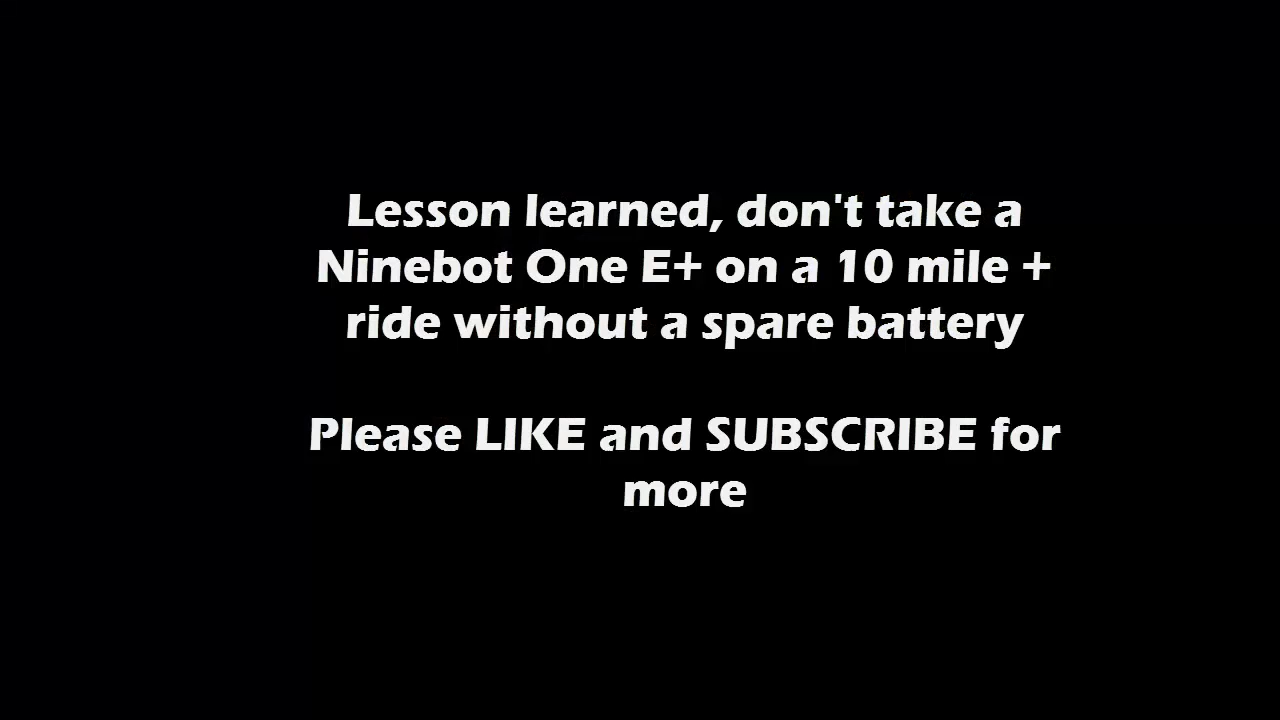 Lesson learned, don't take a
Ninebot One E+ on a 10 mile +
ride without a spare battery
Please LIKE and SUBSCRIBE for
more